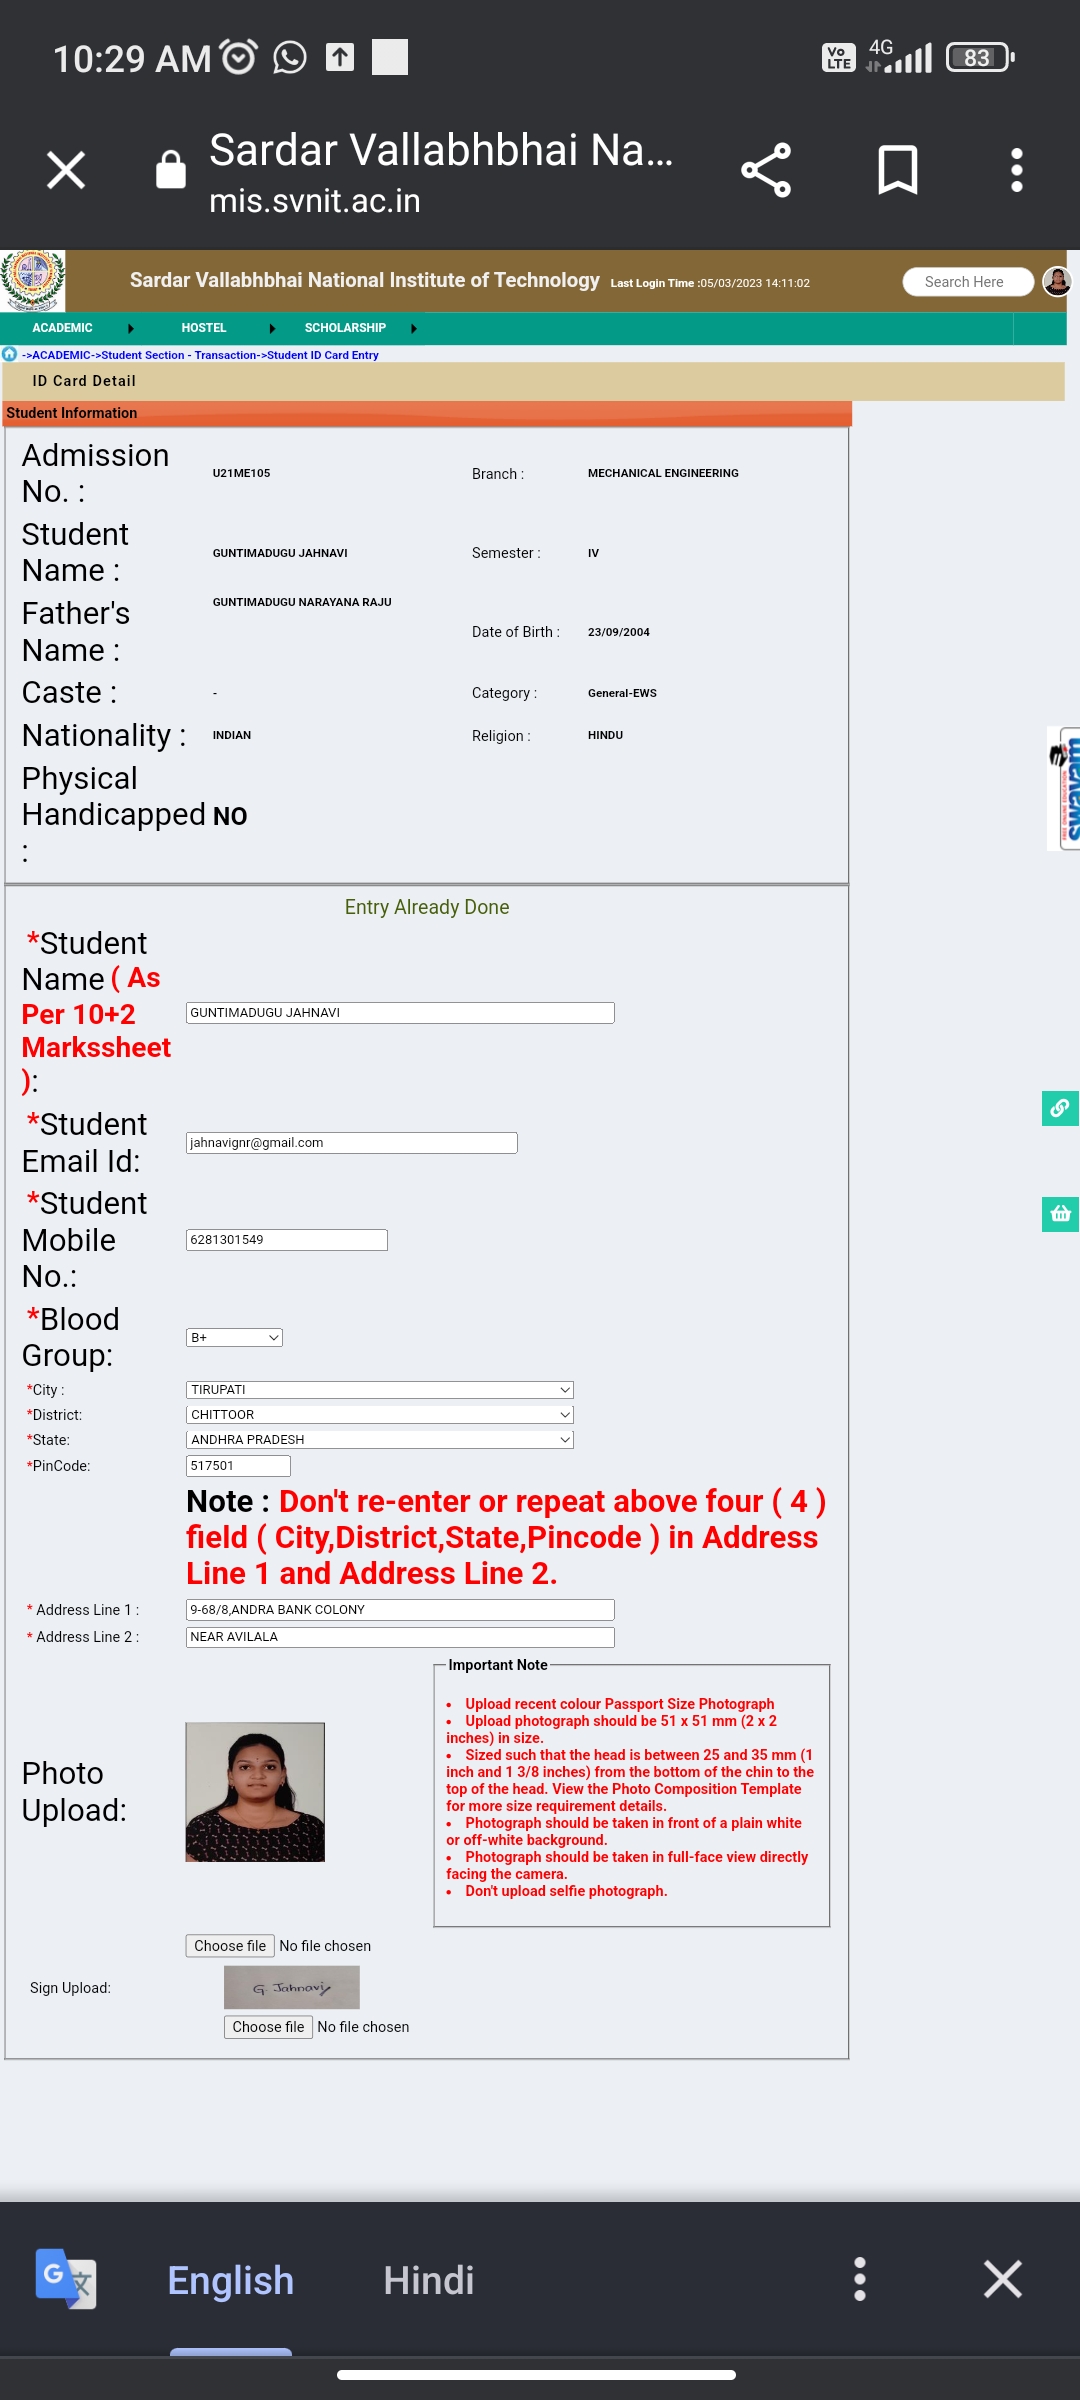 10:29 AM
Vo LTE 4G 83
Sardar Vallabhbhai Na...
mis.svnit.ac.in
Sardar Vallabhbhai National Institute of Technology Last Login Time :05/03/2023 14:11:02 Search Here
ACADEMIC HOSTEL SCHOLARSHIP
->ACADEMIC->Student Section - Transaction->Student ID Card Entry
ID Card Detail
Student Information
Admission No. : U21ME105 Branch : MECHANICAL ENGINEERING
Student Name : GUNTIMADUGU JAHNAVI Semester : IV
Father's Name : GUNTIMADUGU NARAYANA RAJU Date of Birth : 23/09/2004
Caste : - Category : General-EWS
Nationality : INDIAN Religion : HINDU
Physical Handicapped : NO
swayam
FREE ONLINE EDUCATION
Entry Already Done
*Student Name ( As Per 10+2 Markssheet ): GUNTIMADUGU JAHNAVI
*Student Email Id: jahnavignr@gmail.com
*Student Mobile No.: 6281301549
*Blood Group: B+
*City : TIRUPATI
*District: CHITTOOR
*State: ANDHRA PRADESH
*PinCode: 517501
Note : Don't re-enter or repeat above four ( 4 )
field ( City,District,State,Pincode ) in Address
Line 1 and Address Line 2.
* Address Line 1 : 9-68/8,ANDRA BANK COLONY
* Address Line 2 : NEAR AVILALA
Important Note
• Upload recent colour Passport Size Photograph
• Upload photograph should be 51 x 51 mm (2 x 2
inches) in size.
• Sized such that the head is between 25 and 35 mm (1
inch and 1 3/8 inches) from the bottom of the chin to the
top of the head. View the Photo Composition Template
for more size requirement details.
• Photograph should be taken in front of a plain white
or off-white background.
• Photograph should be taken in full-face view directly
facing the camera.
• Don't upload selfie photograph.
Photo Upload:
Choose file No file chosen
Sign Upload: G. Jahnavi
Choose file No file chosen
English Hindi